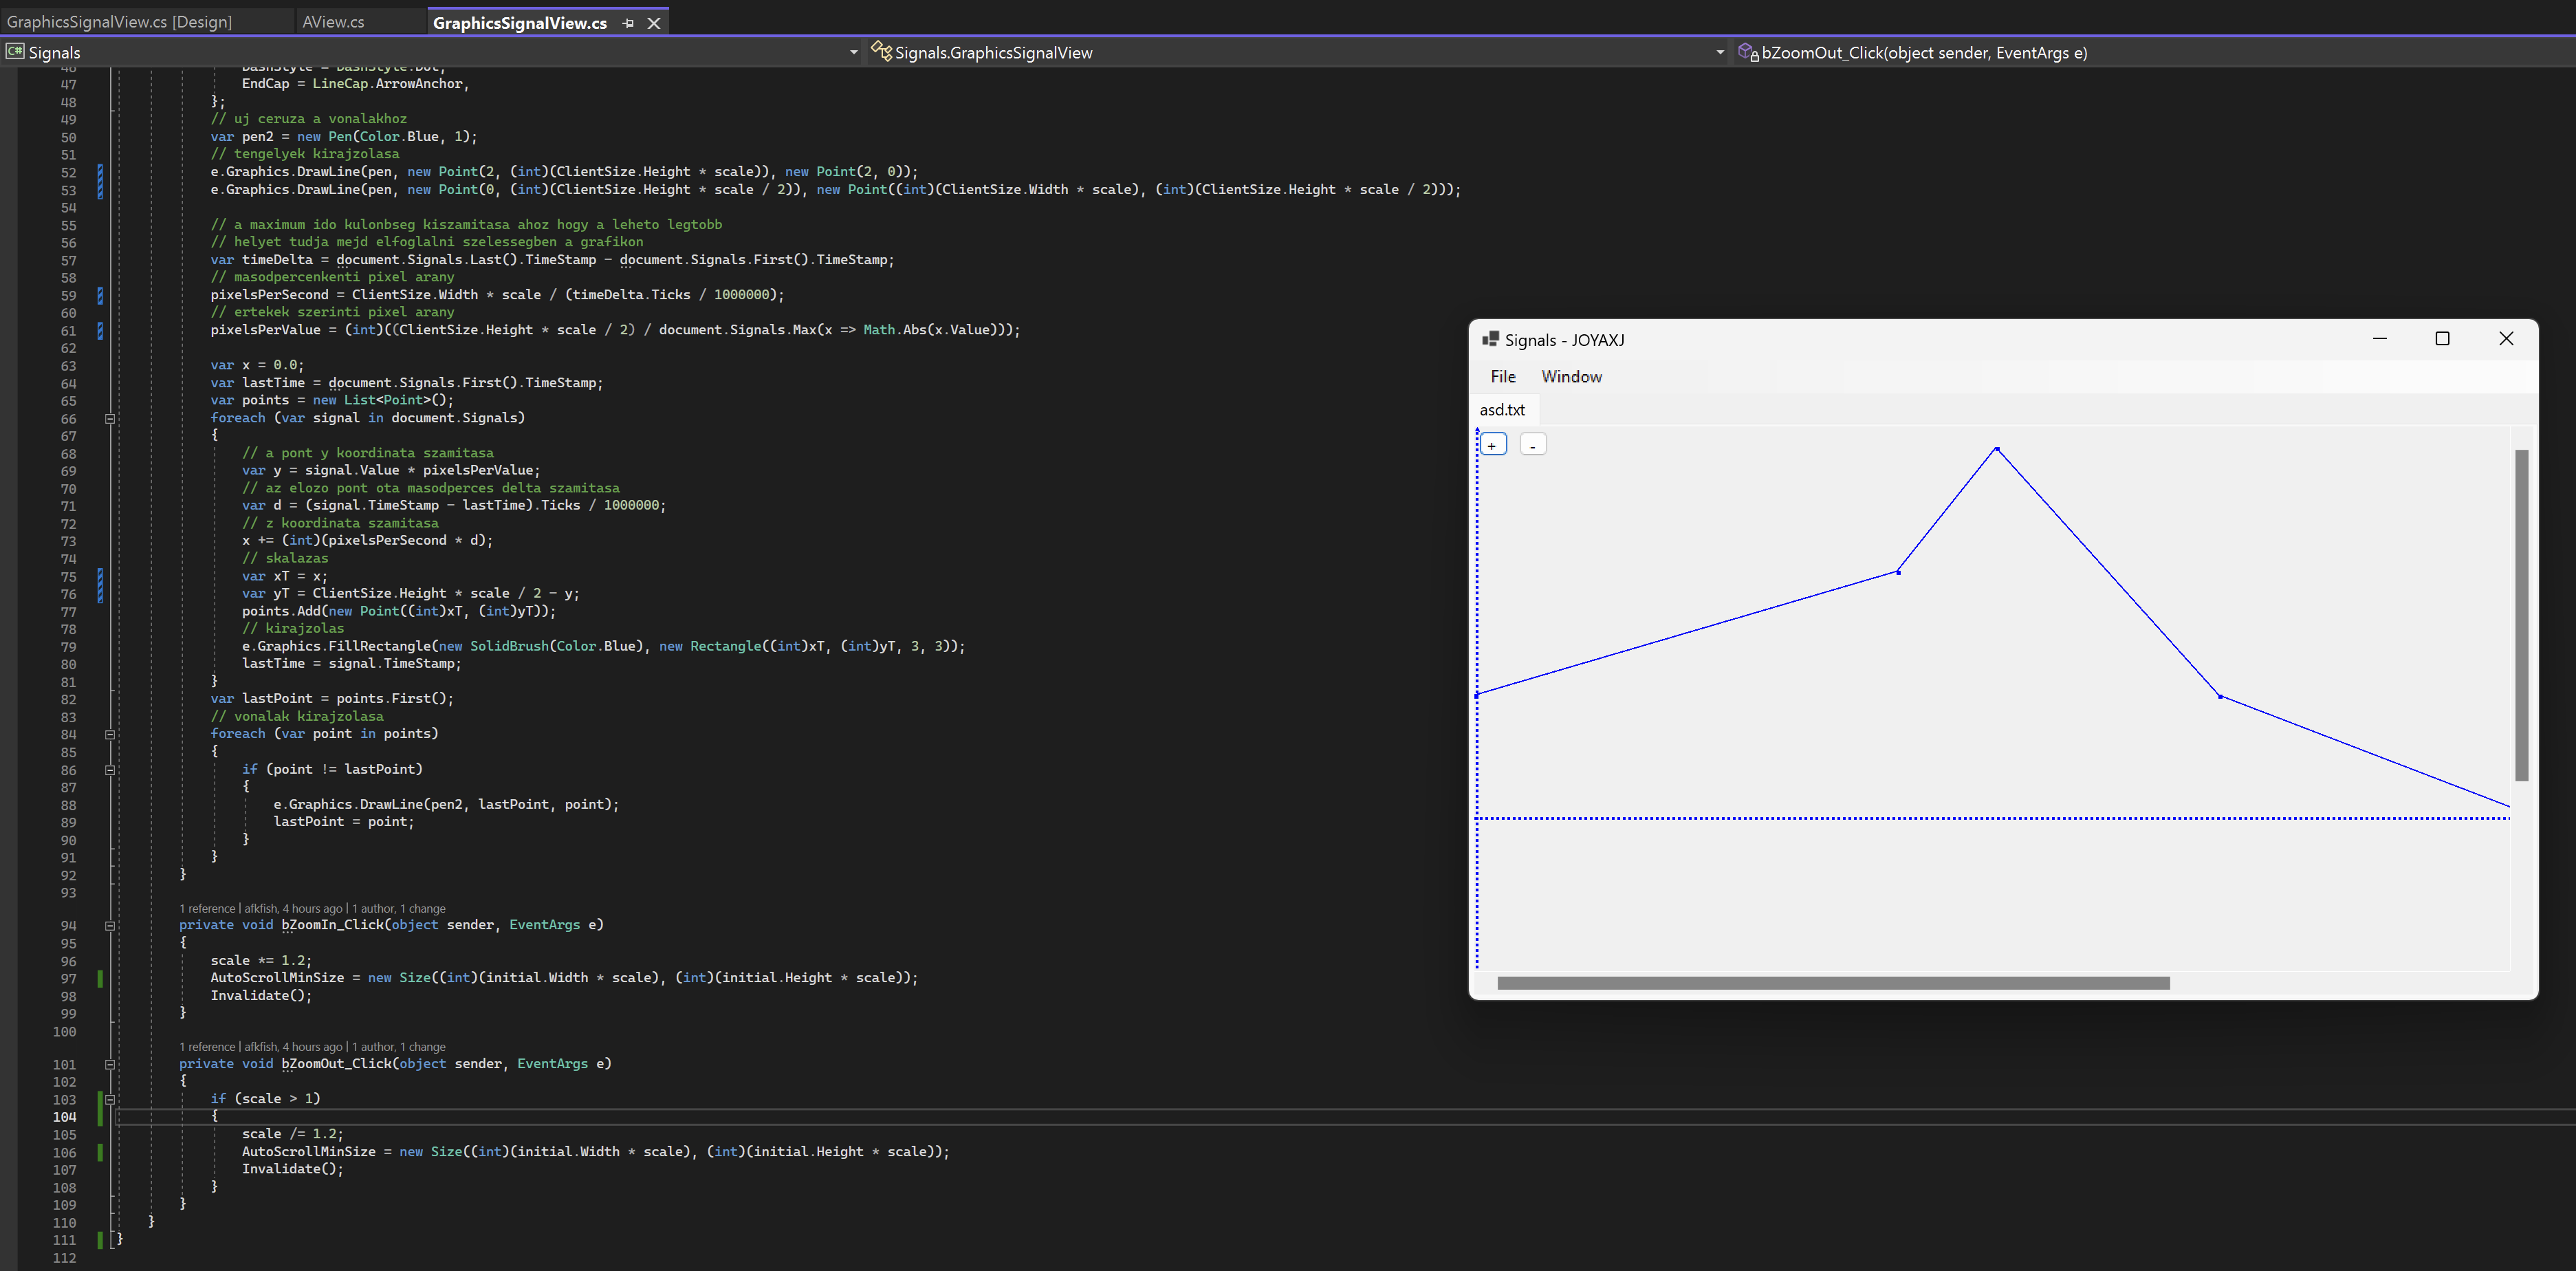 GraphicsSignalView.cs [Design]
AView.cs
GraphicsSignalView.cs
C# Signals
Signals.GraphicsSignalView
bZoomOut_Click(object sender, EventArgs e)
46 DashStyle = DashStyle.Dot,
47 EndCap = LineCap.ArrowAnchor,
48 };
49 // uj ceruza a vonalakhoz
50 var pen2 = new Pen(Color.Blue, 1);
51 // tengelyek kirajzolasa
52 e.Graphics.DrawLine(pen, new Point(2, (int)(ClientSize.Height * scale)), new Point(2, 0));
53 e.Graphics.DrawLine(pen, new Point(0, (int)(ClientSize.Height * scale / 2)), new Point((int)(ClientSize.Width * scale), (int)(ClientSize.Height * scale / 2)));
54
55 // a maximum ido kulonbseg kiszamitasa ahoz hogy a leheto legtobb
56 // helyet tudja mejd elfoglalni szelessegben a grafikon
57 var timeDelta = document.Signals.Last().TimeStamp - document.Signals.First().TimeStamp;
58 // masodpercenkenti pixel arany
59 pixelsPerSecond = ClientSize.Width * scale / (timeDelta.Ticks / 1000000);
60 // ertekek szerinti pixel arany
61 pixelsPerValue = (int)((ClientSize.Height * scale / 2) / document.Signals.Max(x => Math.Abs(x.Value)));
62
63 var x = 0.0;
64 var lastTime = document.Signals.First().TimeStamp;
65 var points = new List<Point>();
66 foreach (var signal in document.Signals)
67 {
68 // a pont y koordinata szamitasa
69 var y = signal.Value * pixelsPerValue;
70 // az elozo pont ota masodperces delta szamitasa
71 var d = (signal.TimeStamp - lastTime).Ticks / 1000000;
72 // z koordinata szamitasa
73 x += (int)(pixelsPerSecond * d);
74 // skalazas
75 var xT = x;
76 var yT = ClientSize.Height * scale / 2 - y;
77 points.Add(new Point((int)xT, (int)yT));
78 // kirajzolas
79 e.Graphics.FillRectangle(new SolidBrush(Color.Blue), new Rectangle((int)xT, (int)yT, 3, 3));
80 lastTime = signal.TimeStamp;
81 }
82 var lastPoint = points.First();
83 // vonalak kirajzolasa
84 foreach (var point in points)
85 {
86 if (point != lastPoint)
87 {
88 e.Graphics.DrawLine(pen2, lastPoint, point);
89 lastPoint = point;
90 }
91 }
92 }
93
1 reference | afkfish, 4 hours ago | 1 author, 1 change
94 private void bZoomIn_Click(object sender, EventArgs e)
95 {
96 scale *= 1.2;
97 AutoScrollMinSize = new Size((int)(initial.Width * scale), (int)(initial.Height * scale));
98 Invalidate();
99 }
100
1 reference | afkfish, 4 hours ago | 1 author, 1 change
101 private void bZoomOut_Click(object sender, EventArgs e)
102 {
103 if (scale > 1)
104 {
105 scale /= 1.2;
106 AutoScrollMinSize = new Size((int)(initial.Width * scale), (int)(initial.Height * scale));
107 Invalidate();
108 }
109 }
110 }
111 }
112
Signals - JOYAXJ
File Window
asd.txt
+ -